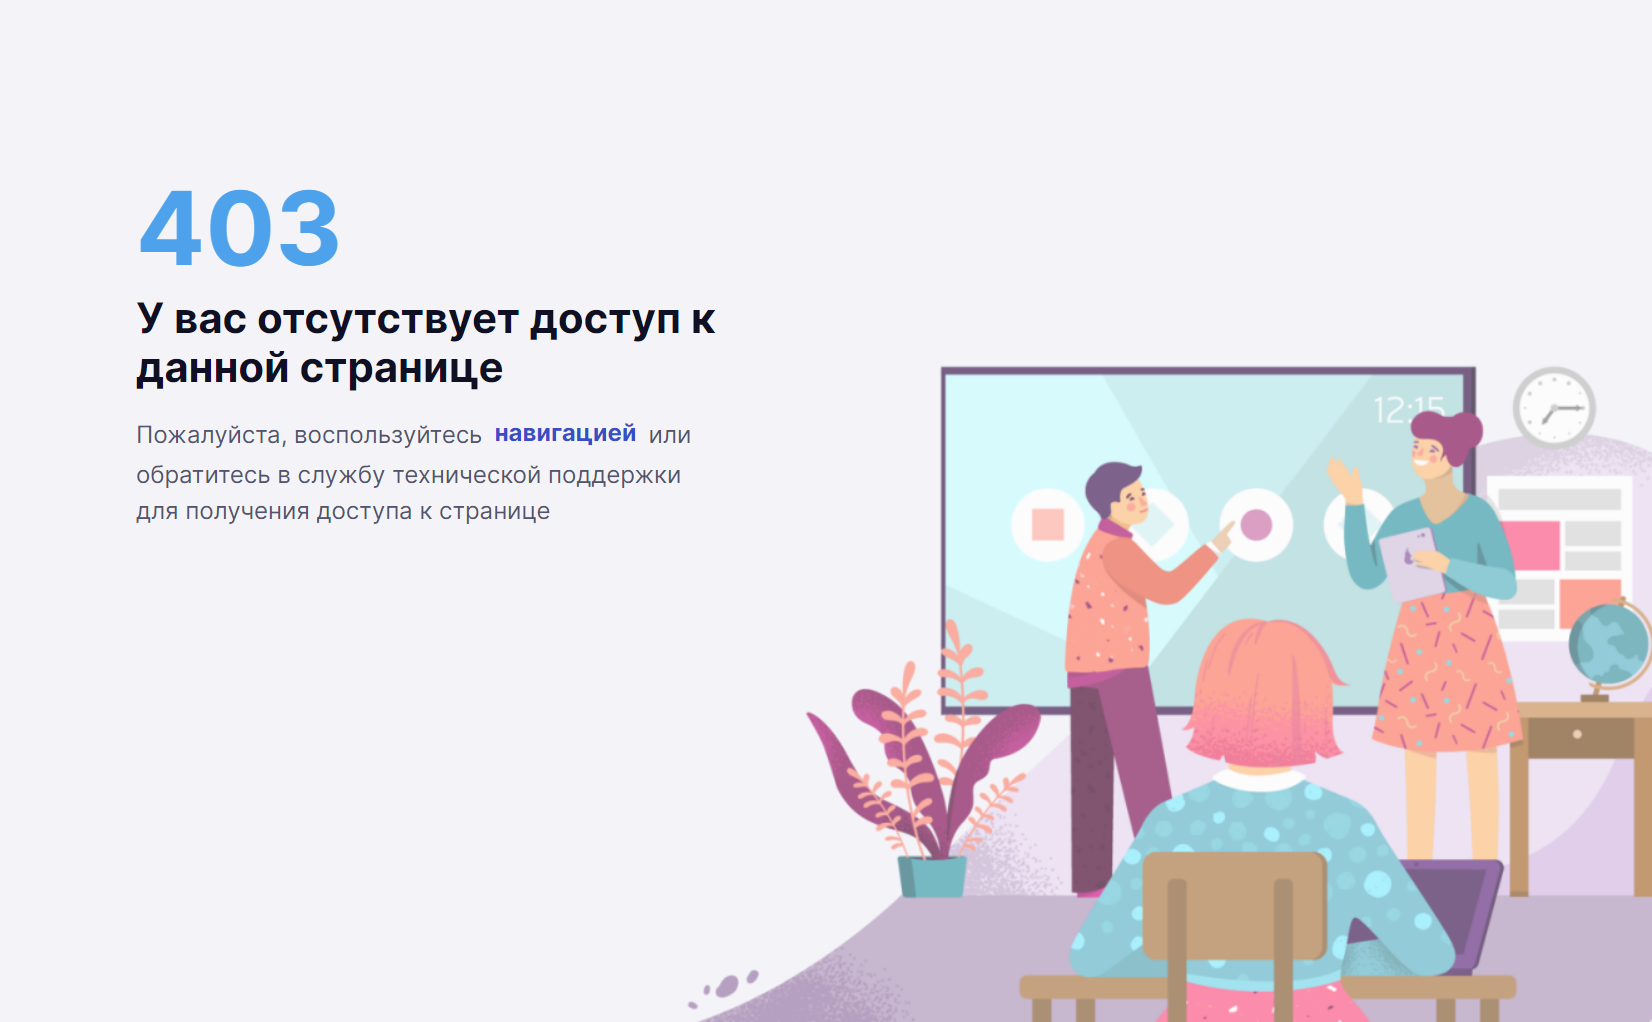 403
У вас отсутствует доступ к
данной странице
Пожалуйста, воспользуйтесь навигацией или
обратитесь в службу технической поддержки
для получения доступа к странице
12:15